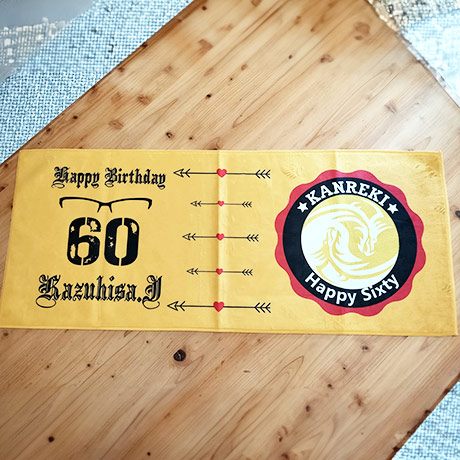 Happy Birthday
60
Kazuhisa.J
KANREKI
Happy Sixty